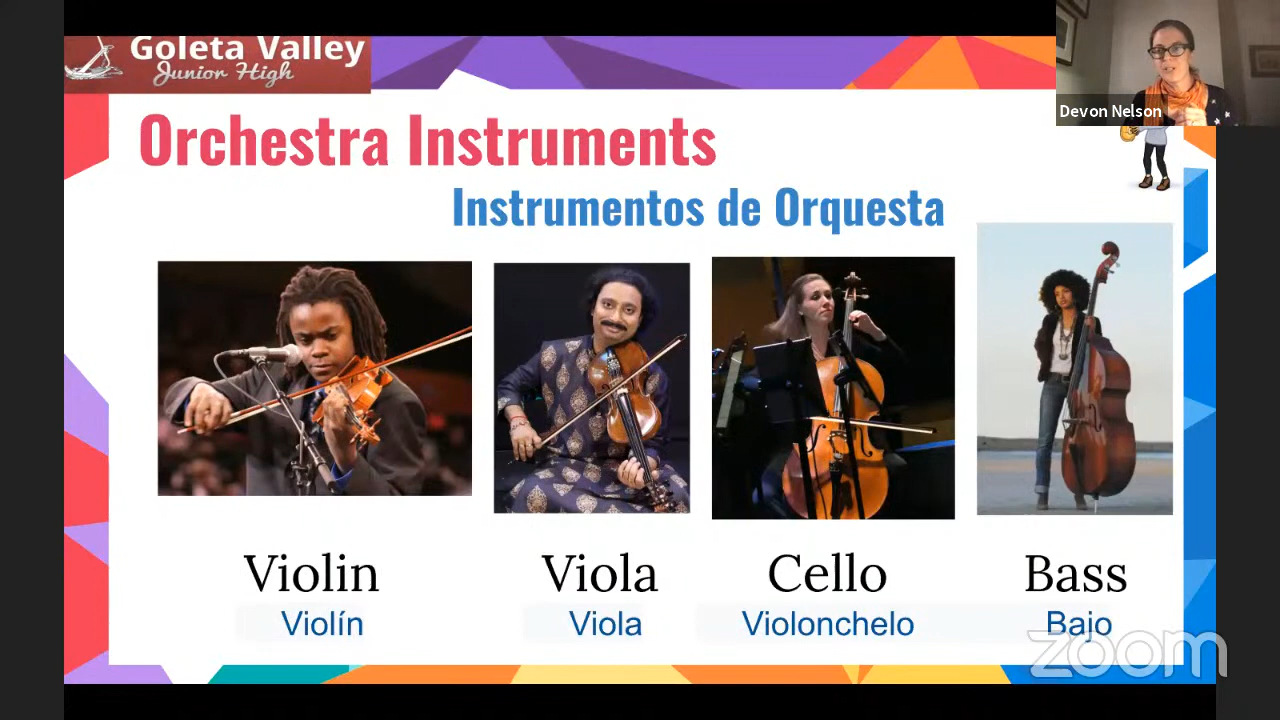 Goleta Valley
Junior High
Devon Nelson
Orchestra Instruments
Instrumentos de Orquesta
Violin
Viola
Cello
Bass
Violín
Viola
Violonchelo
Bajo
zoom